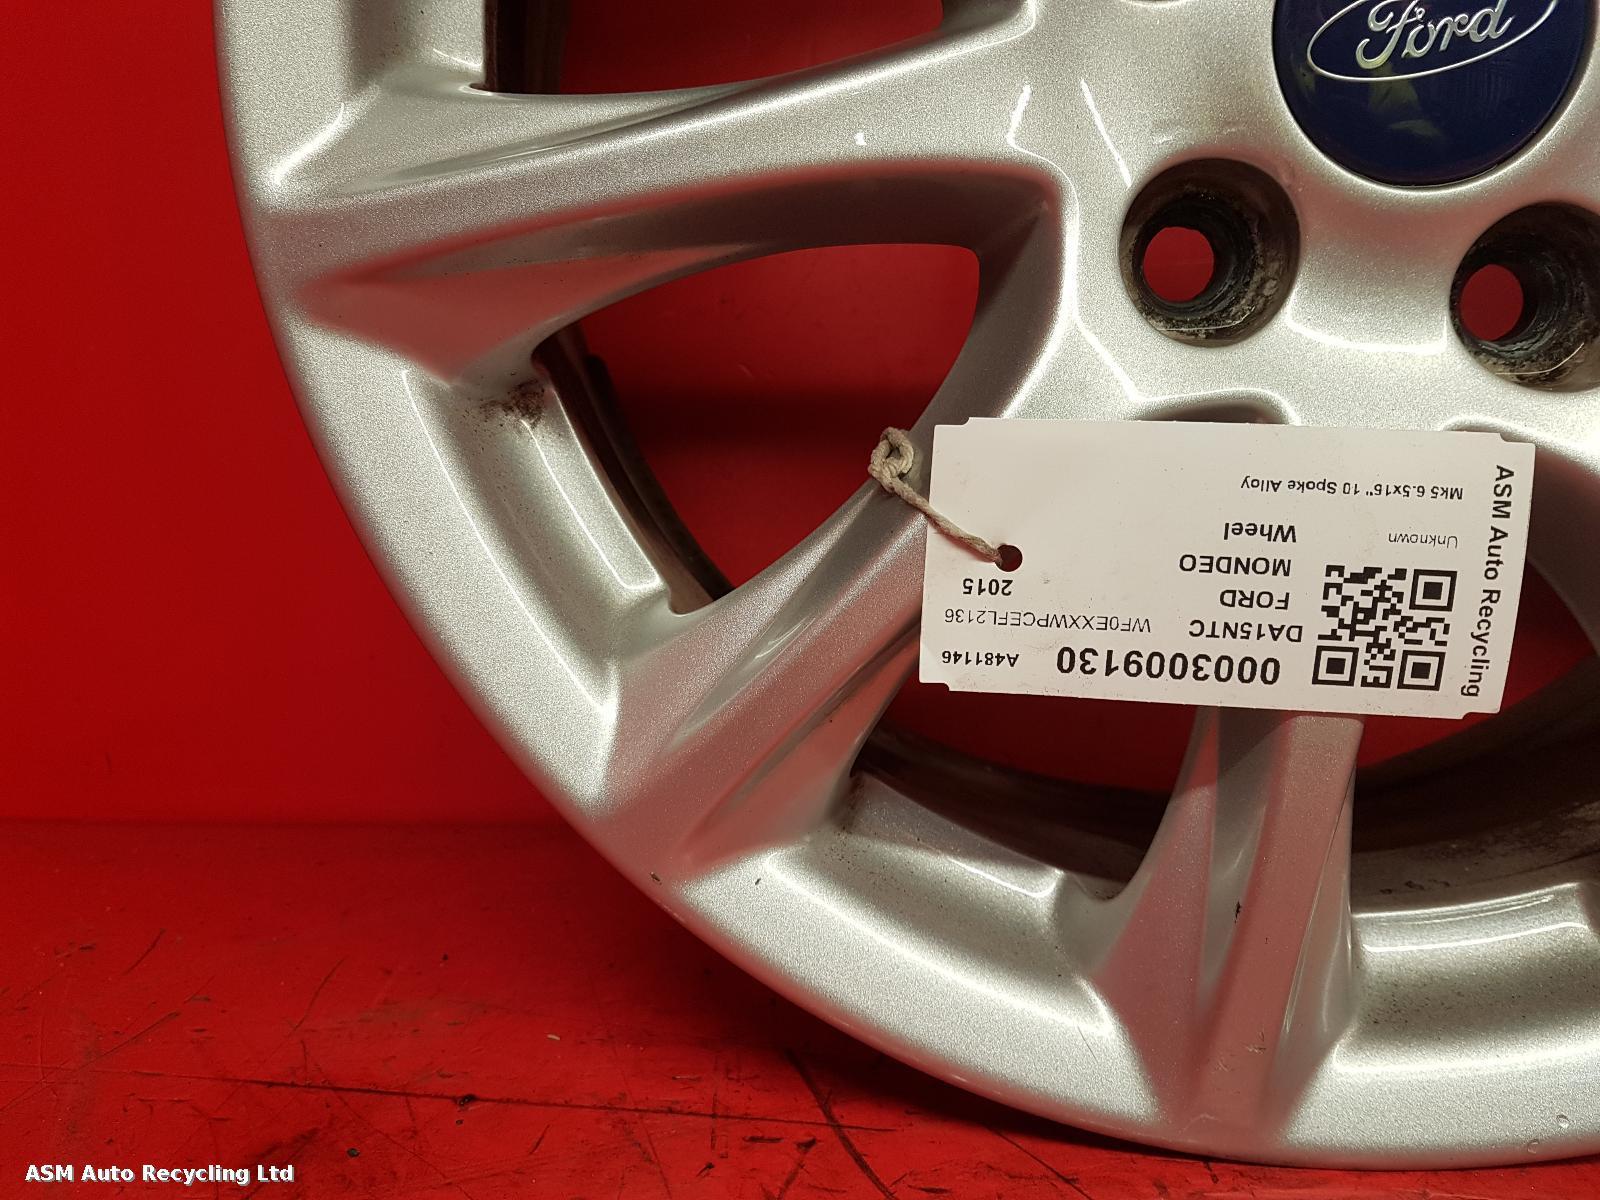 Ford
ASM Auto Recycling
0003009130 A481146
DA15NTC WF0EXXWPCEFL2136
FORD 2015
MONDEO
Wheel
Unknown
Mk5 6.5x16" 10 Spoke Alloy
ASM Auto Recycling Ltd